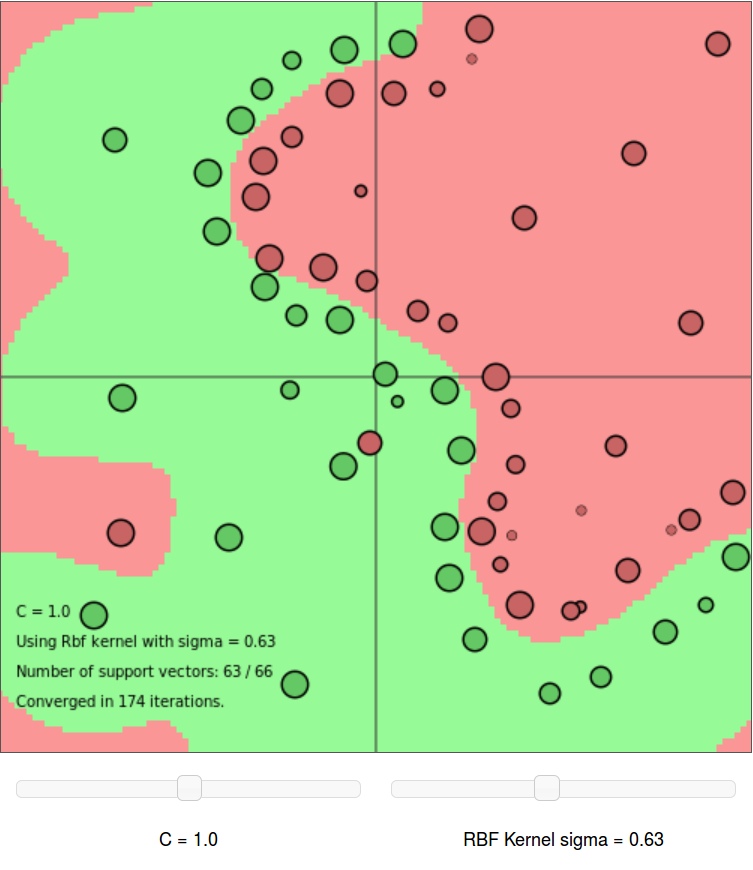 C = 1.0
Using Rbf kernel with sigma = 0.63
Number of support vectors: 63 / 66
Converged in 174 iterations.
C = 1.0
RBF Kernel sigma = 0.63